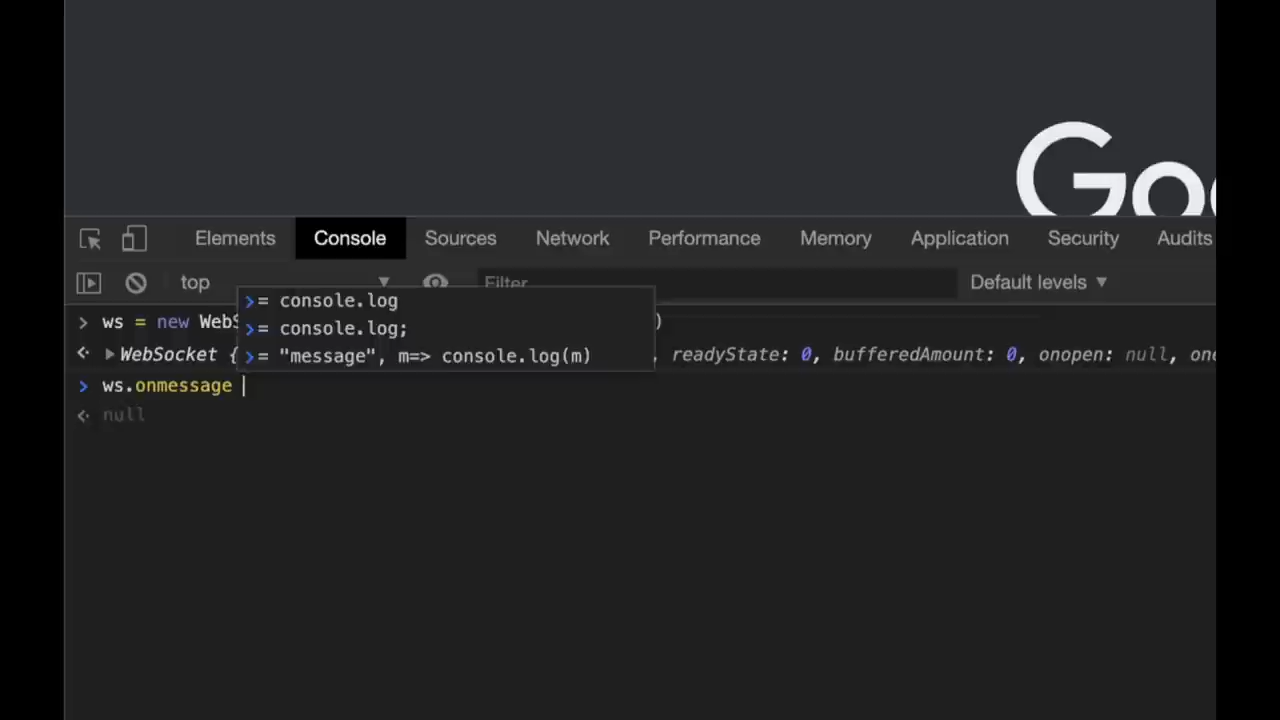 Goo
Elements Console Sources Network Performance Memory Application Security Audits
top ▼ Filter Default levels ▼
> = console.log
> = console.log;
> = "message", m=> console.log(m)
> ws = new WebS )
WebSocket { , readyState: 0, bufferedAmount: 0, onopen: null, one
> ws.onmessage
null